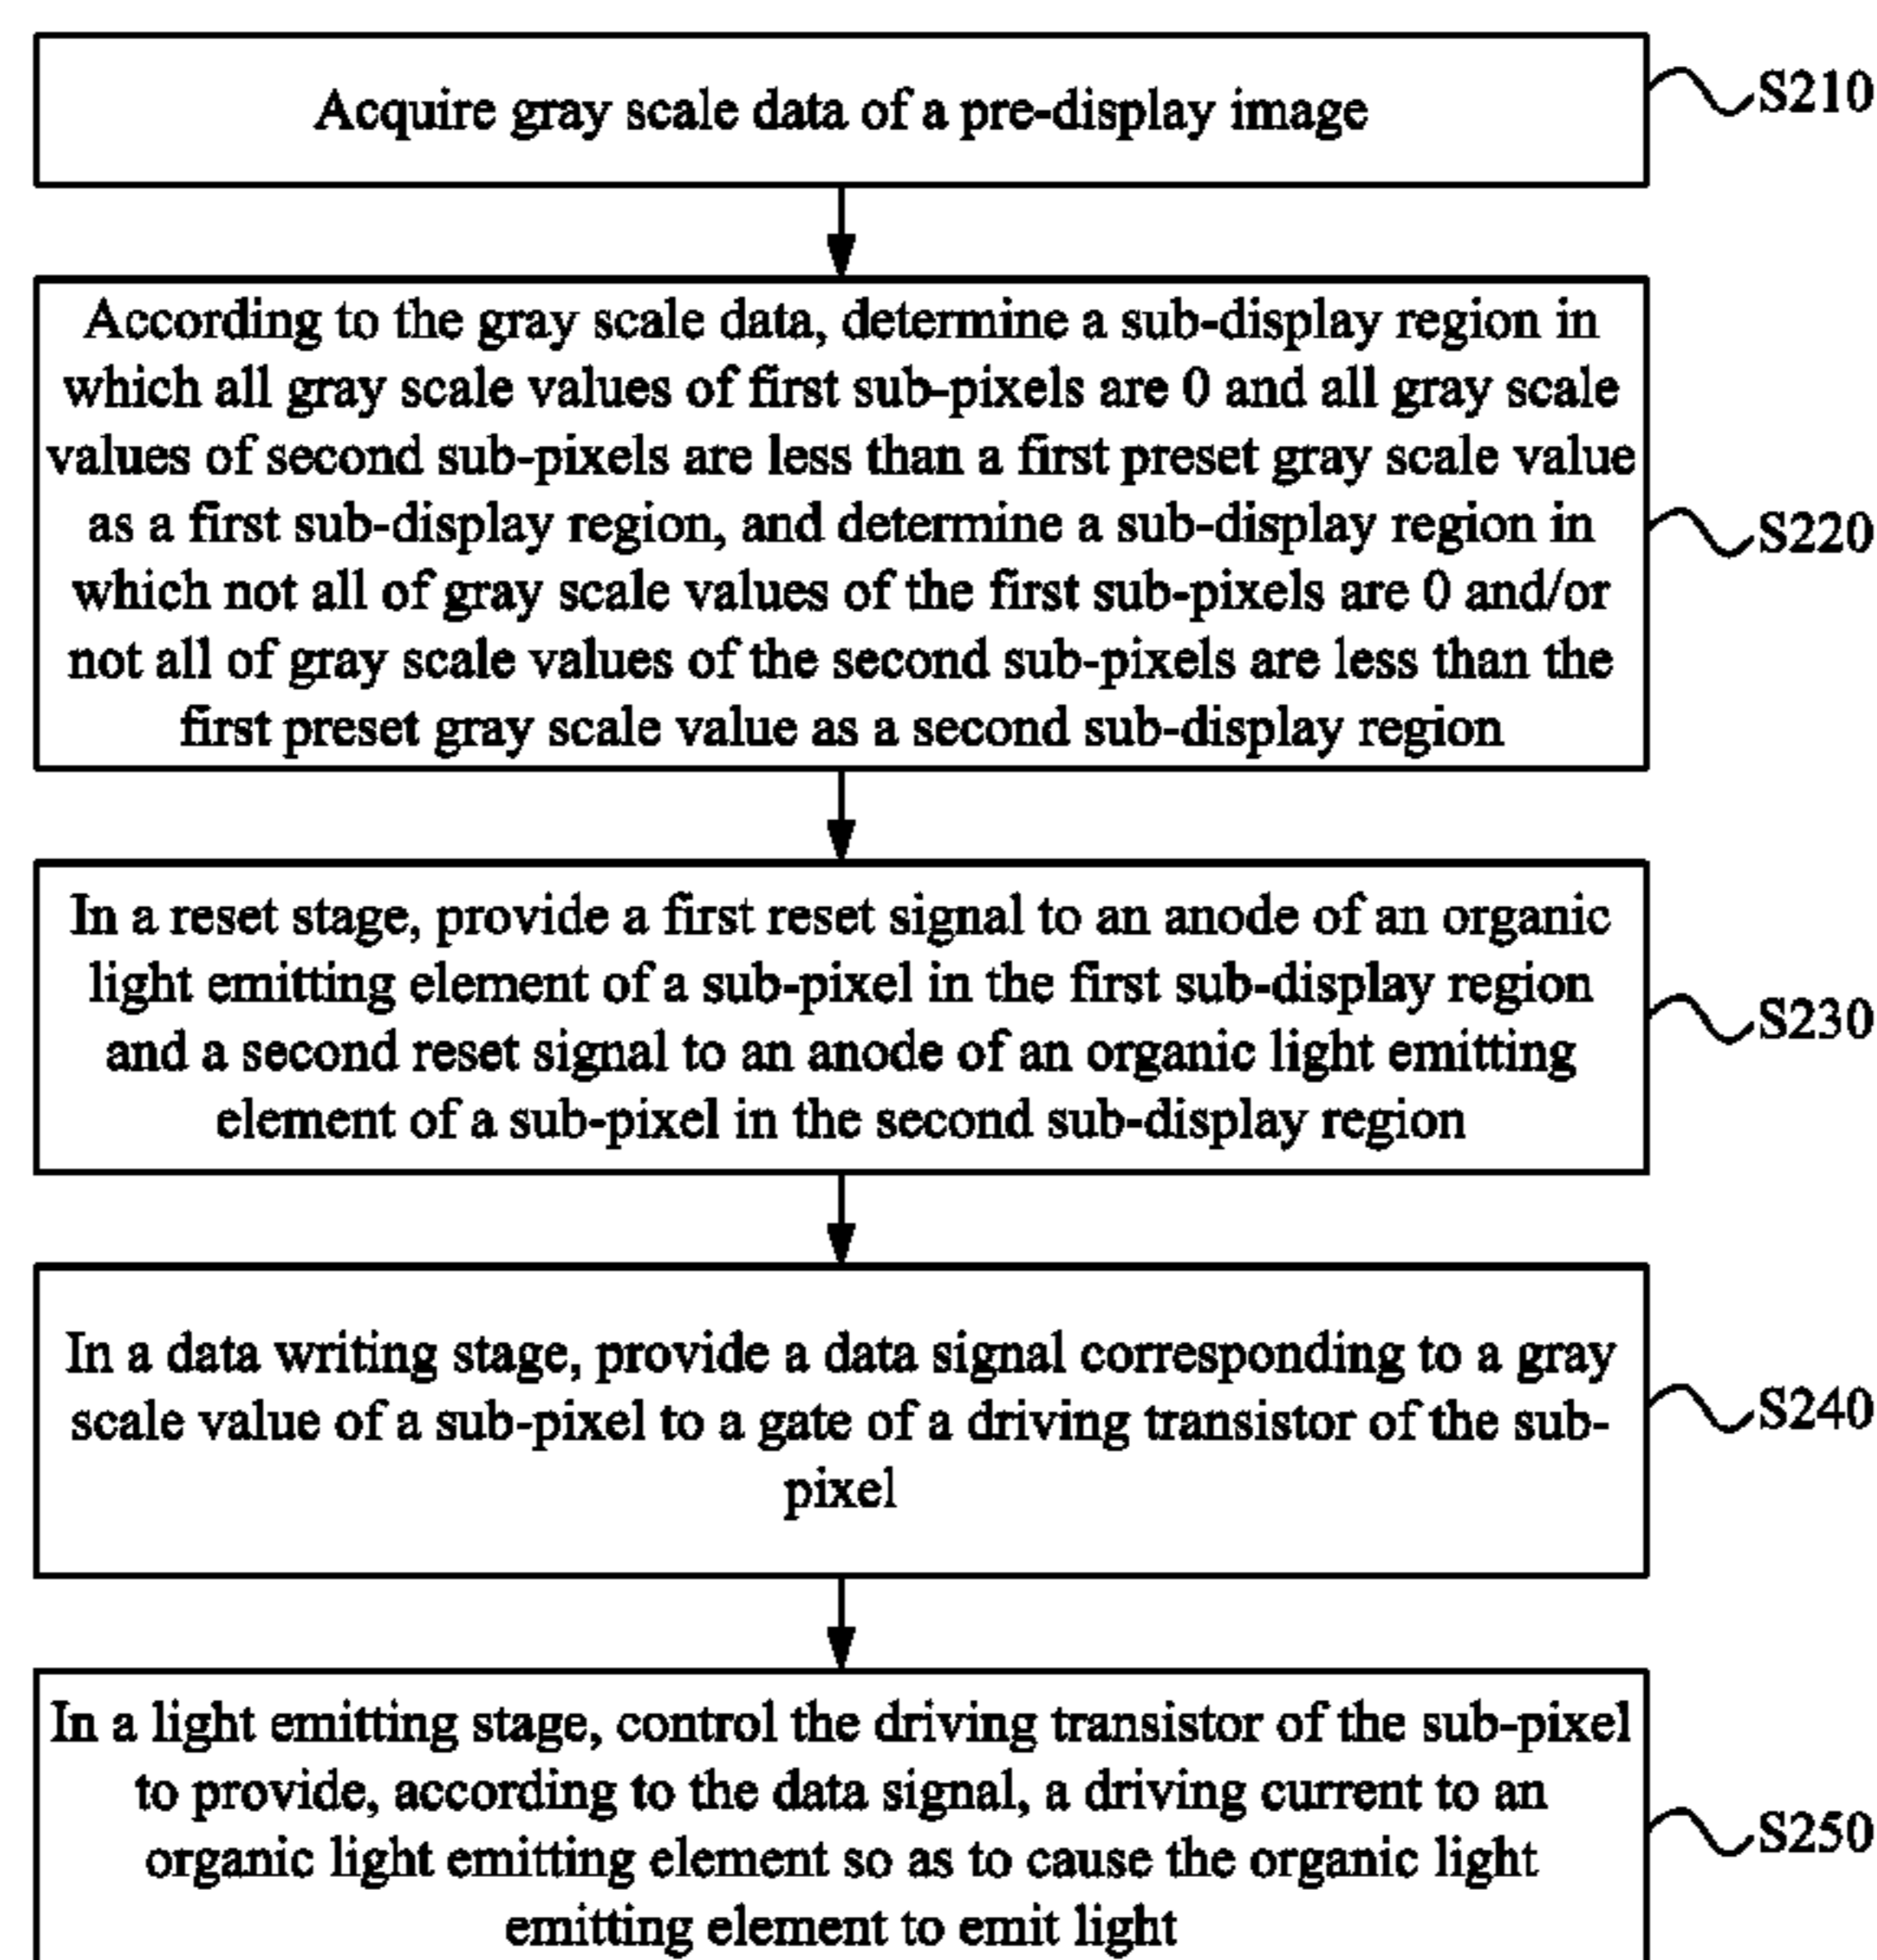 Acquire gray scale data of a pre-display image
S210
According to the gray scale data, determine a sub-display region in
which all gray scale values of first sub-pixels are 0 and all gray scale
values of second sub-pixels are less than a first preset gray scale value
as a first sub-display region, and determine a sub-display region in
which not all of gray scale values of the first sub-pixels are 0 and/or
not all of gray scale values of the second sub-pixels are less than the
first preset gray scale value as a second sub-display region
S220
In a reset stage, provide a first reset signal to an anode of an organic
light emitting element of a sub-pixel in the first sub-display region
and a second reset signal to an anode of an organic light emitting
element of a sub-pixel in the second sub-display region
S230
In a data writing stage, provide a data signal corresponding to a gray
scale value of a sub-pixel to a gate of a driving transistor of the sub-
pixel
S240
In a light emitting stage, control the driving transistor of the sub-pixel
to provide, according to the data signal, a driving current to an
organic light emitting element so as to cause the organic light
emitting element to emit light
S250